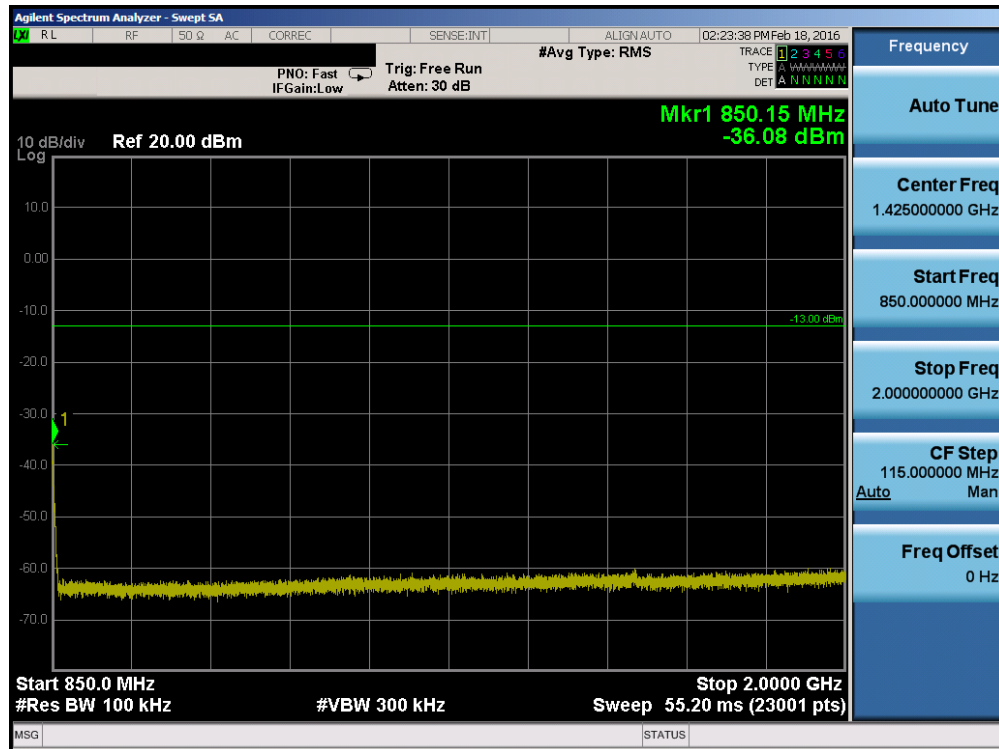 Agilent Spectrum Analyzer - Swept SA
LXI RL RF 50 Ω AC CORREC SENSE:INT ALIGN AUTO 02:23:38 PM Feb 18, 2016
#Avg Type: RMS TRACE 1 2 3 4 5 6
PNO: Fast Trig: Free Run TYPE A WWWWW
IFGain:Low Atten: 30 dB DET A N N N N N
Mkr1 850.15 MHz
10 dB/div Ref 20.00 dBm -36.08 dBm
Log
10.0
0.00
-10.0
-13.00 dBm
-20.0
-30.0
1
-40.0
-50.0
-60.0
-70.0
Start 850.0 MHz Stop 2.0000 GHz
#Res BW 100 kHz #VBW 300 kHz Sweep 55.20 ms (23001 pts)
MSG STATUS
Frequency
Auto Tune
Center Freq
1.425000000 GHz
Start Freq
850.000000 MHz
Stop Freq
2.000000000 GHz
CF Step
115.000000 MHz
Auto Man
Freq Offset
0 Hz